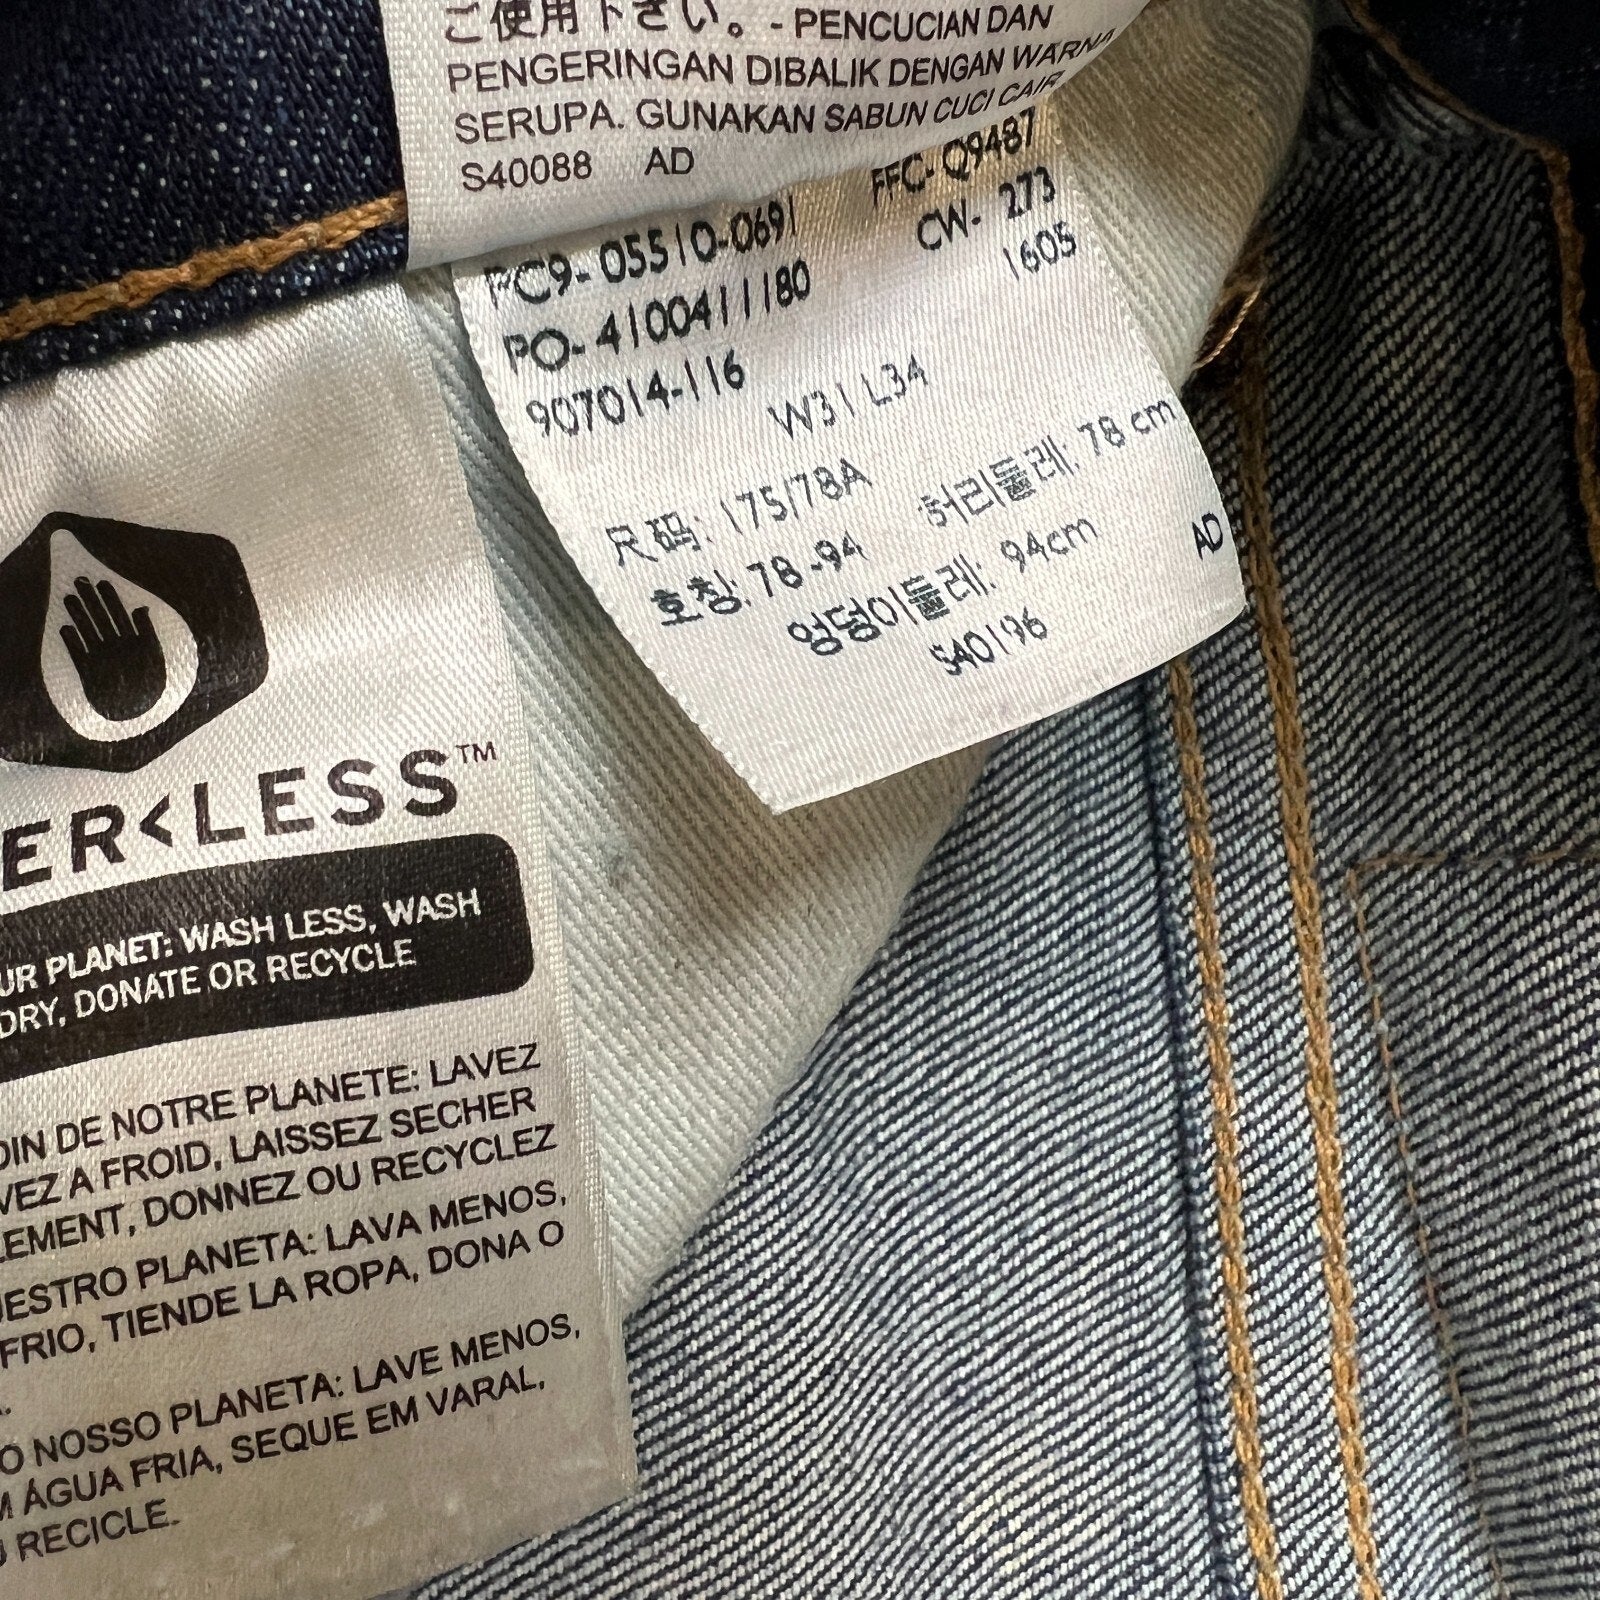 ご使用下さい。- PENCUCIAN DAN
PENGERINGAN DIBALIK DENGAN WARNA
SERUPA. GUNAKAN SABUN CUCI CAIR
S40088 AD
PC9-05510-0691 FFC-Q9487
PO-4100411180 CW-273
907014-116 1605
W31 L34
尺码: 175/78A 허리둘레: 78 cm
호칭: 78-94 엉덩이둘레: 94cm AD
S40196
ER<LESS™
UR PLANET: WASH LESS, WASH
DRY, DONATE OR RECYCLE
OIN DE NOTRE PLANETE: LAVEZ
VEZ A FROID, LAISSEZ SECHER
LEMENT, DONNEZ OU RECYCLEZ
UESTRO PLANETA: LAVA MENOS,
FRIO, TIENDE LA ROPA, DONA O
O NOSSO PLANETA: LAVE MENOS,
M ÁGUA FRIA, SEQUE EM VARAL,
U RECICLE.